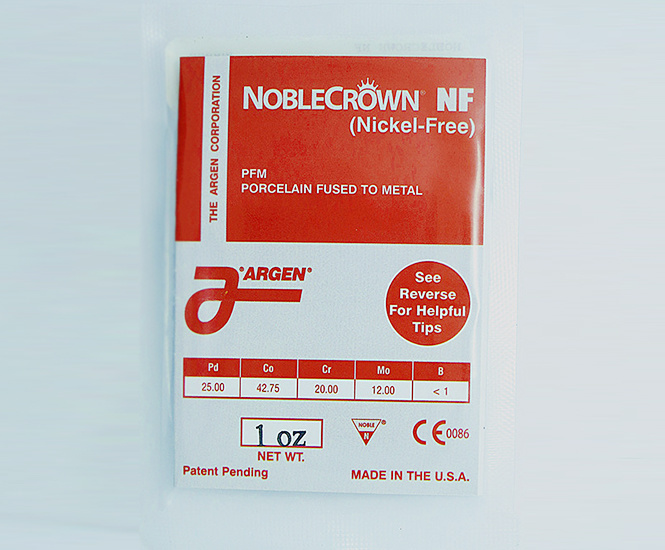 THE ARGEN CORPORATION
NOBLECROWN® NF
(Nickel-Free)
PFM
PORCELAIN FUSED TO METAL
®ARGEN®
See
Reverse
For Helpful
Tips
Pd Co Cr Mo B
25.00 42.75 20.00 12.00 < 1
1 oz
NET WT.
NOBLE ®
N
CE 0086
Patent Pending
MADE IN THE U.S.A.